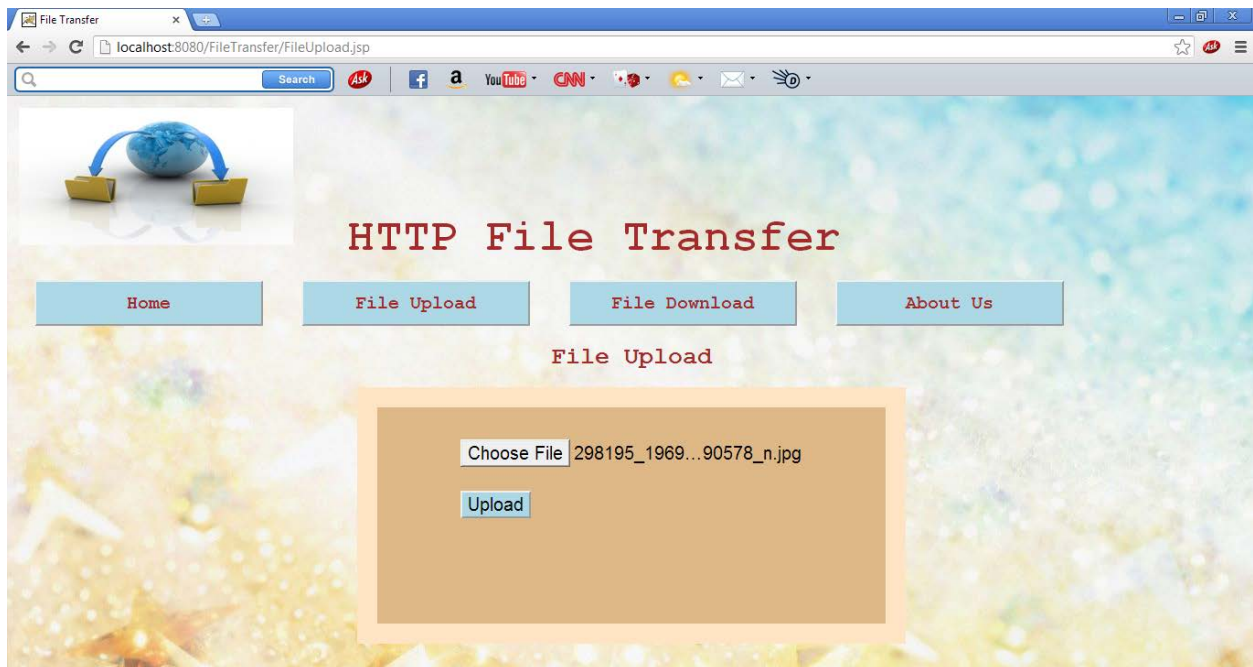 File Transfer
localhost:8080/FileTransfer/FileUpload.jsp
Search Ask a YouTube CNN
HTTP File Transfer
Home File Upload File Download About Us
File Upload
Choose File 298195_1969...90578_n.jpg
Upload